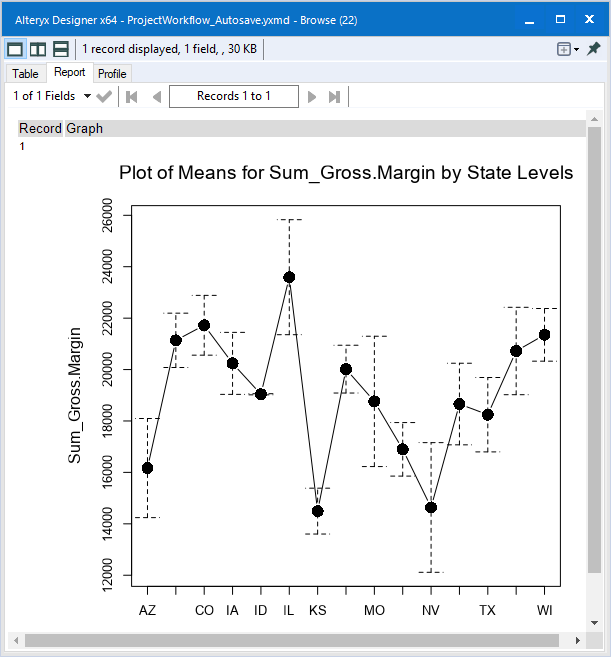 Alteryx Designer x64 - ProjectWorkflow_Autosave.yxmd - Browse (22)
1 record displayed, 1 field, , 30 KB
Table Report Profile
1 of 1 Fields Records 1 to 1
Record Graph
1
Plot of Means for Sum_Gross.Margin by State Levels
26000
24000
22000
20000
18000
16000
14000
12000
Sum_Gross.Margin
AZ CO IA ID IL KS MO NV TX WI